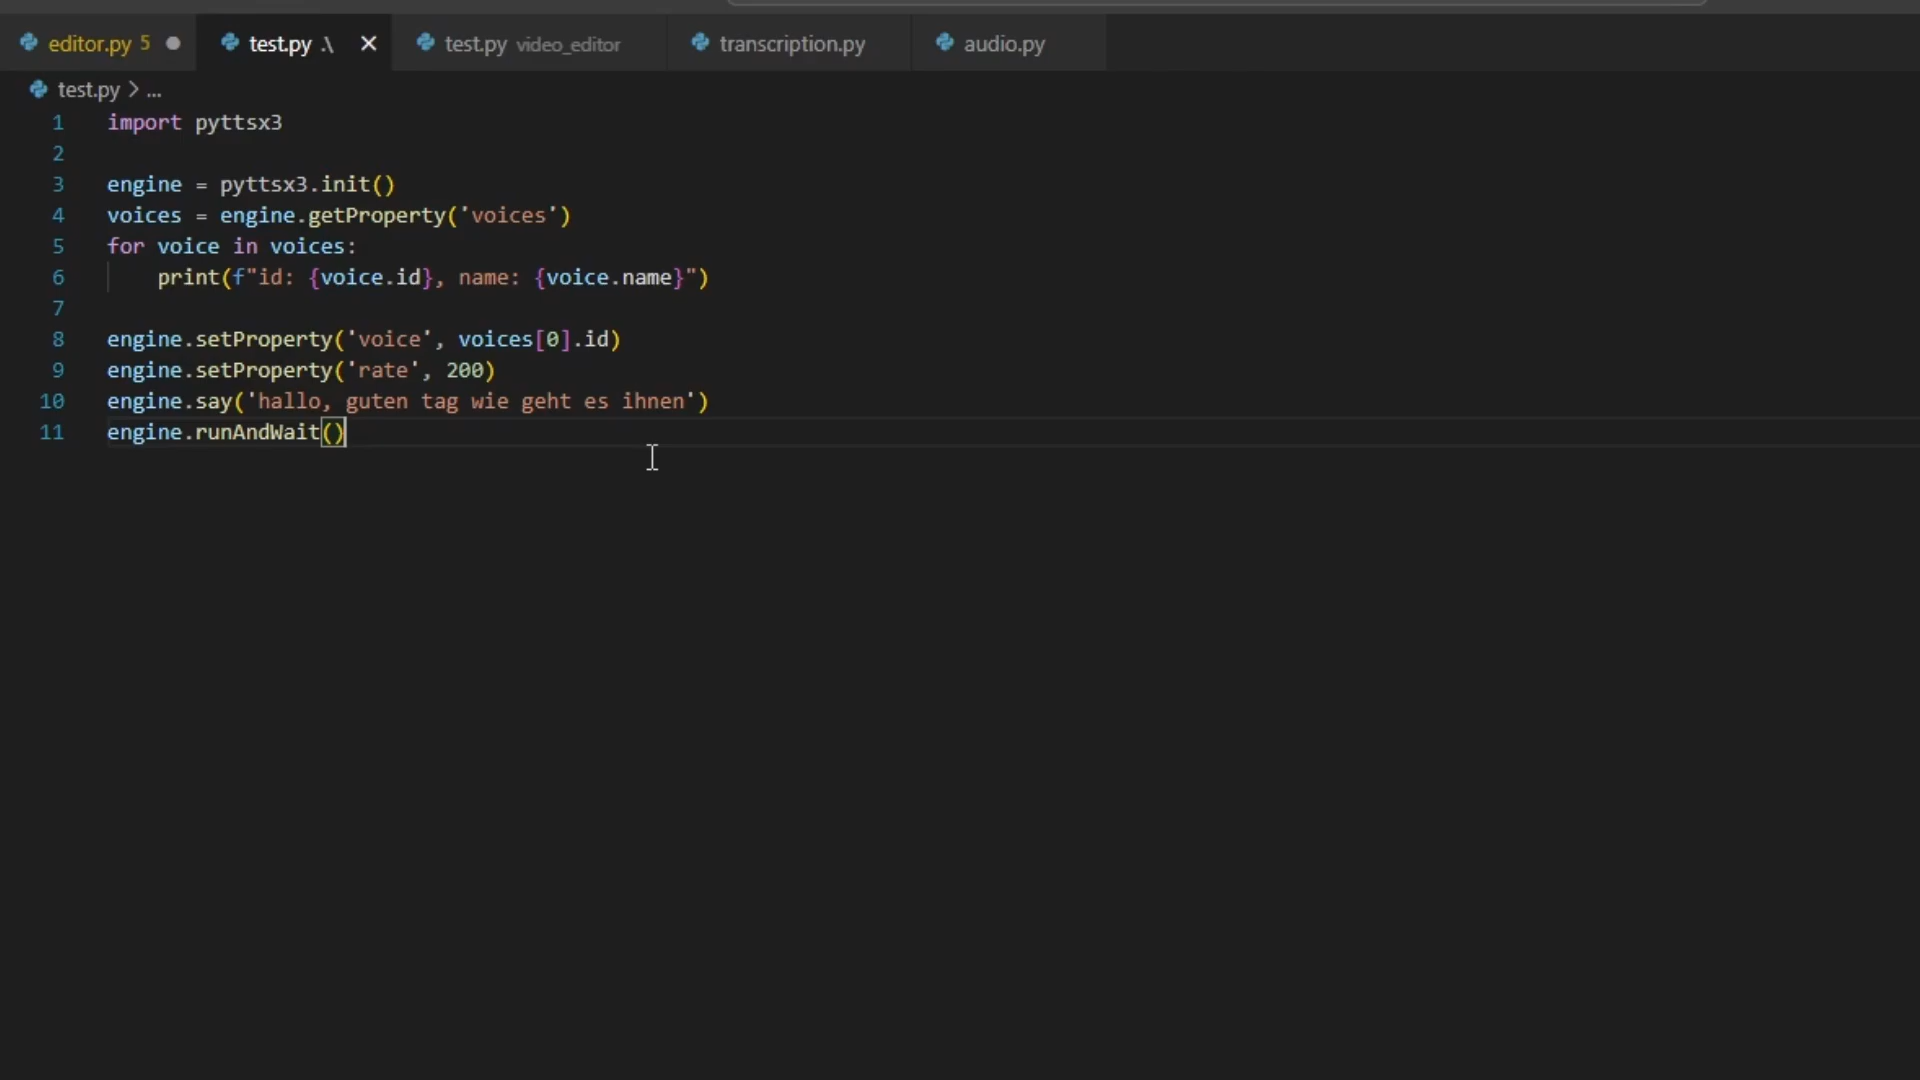 editor.py 5 test.py .\ test.py video_editor transcription.py audio.py
test.py > ...
1 import pyttsx3
2
3 engine = pyttsx3.init()
4 voices = engine.getProperty('voices')
5 for voice in voices:
6     print(f"id: {voice.id}, name: {voice.name}")
7
8 engine.setProperty('voice', voices[0].id)
9 engine.setProperty('rate', 200)
10 engine.say('hallo, guten tag wie geht es ihnen')
11 engine.runAndWait()